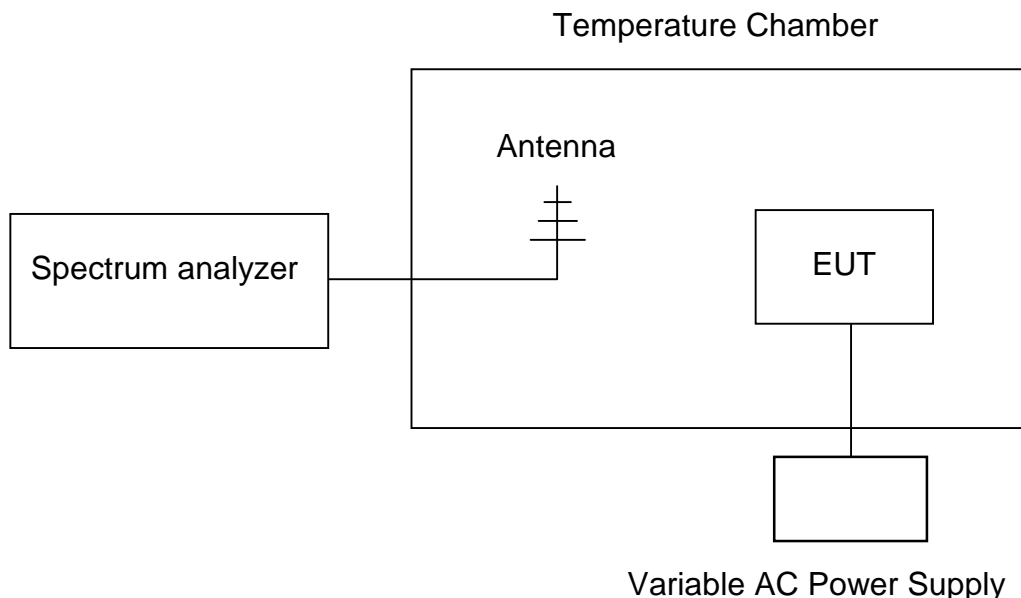 Temperature Chamber
Antenna
Spectrum analyzer
EUT
Variable AC Power Supply